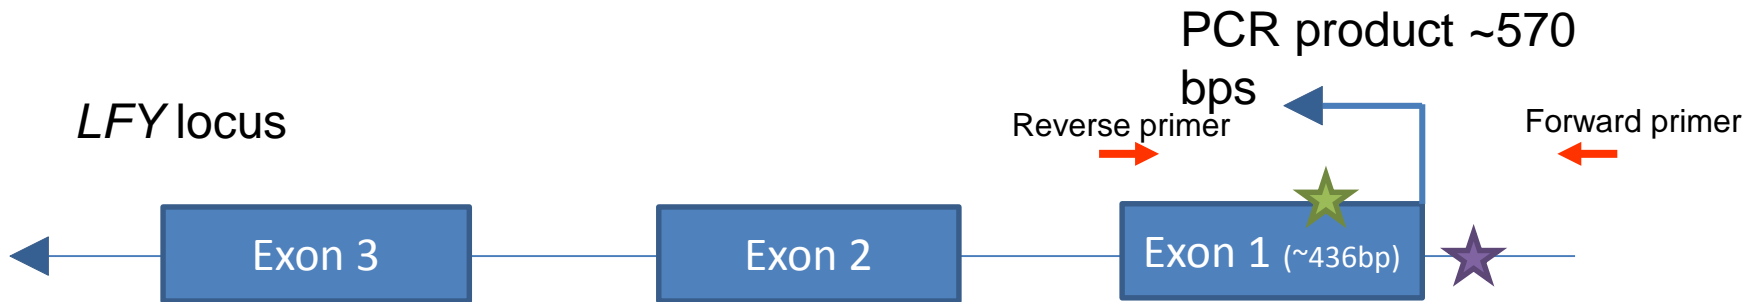 PCR product ~570
bps
LFY locus
Reverse primer
Forward primer
Exon 3
Exon 2
Exon 1 (~436bp)